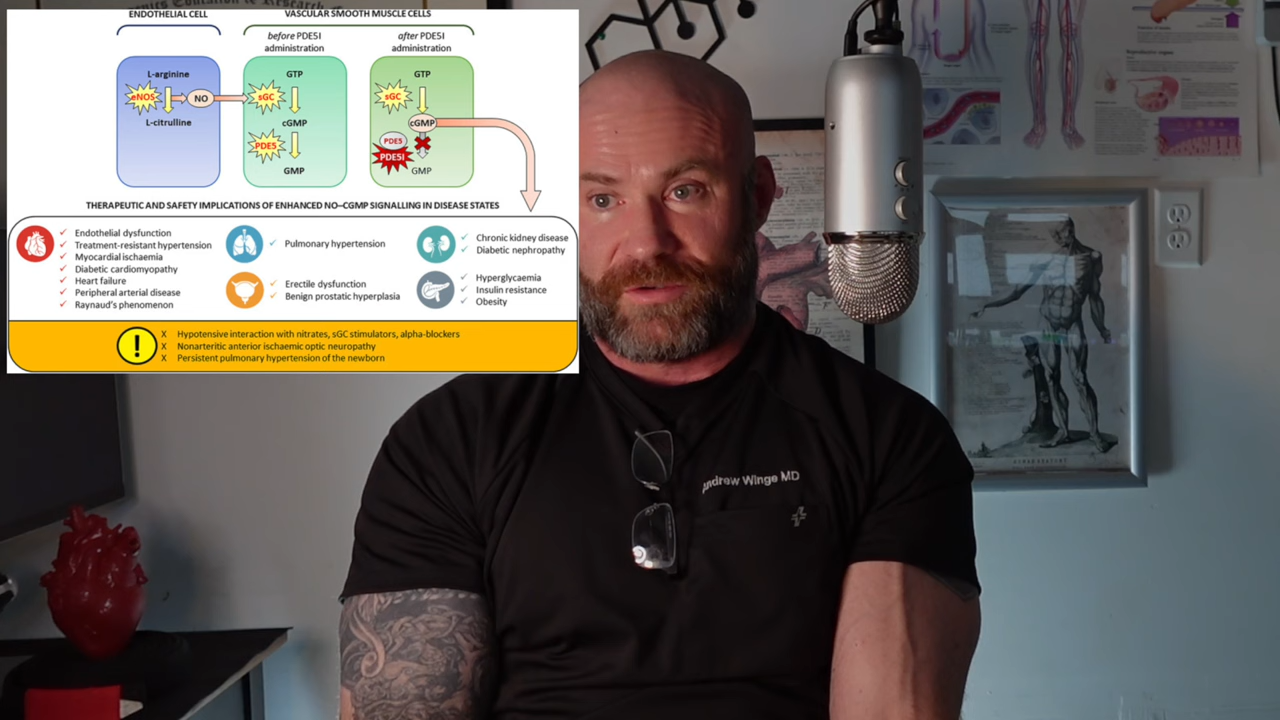 ENDOTHELIAL CELL
VASCULAR SMOOTH MUSCLE CELLS
before PDE5I
administration
after PDE5I
administration
L-arginine
eNOS
NO
L-citrulline
GTP
sGC
cGMP
PDE5
GMP
GTP
sGC
cGMP
PDE5
PDE5I
GMP
THERAPEUTIC AND SAFETY IMPLICATIONS OF ENHANCED NO–CGMP SIGNALLING IN DISEASE STATES
✓ Endothelial dysfunction
✓ Treatment-resistant hypertension
✓ Myocardial ischaemia
✓ Diabetic cardiomyopathy
✓ Heart failure
✓ Peripheral arterial disease
✓ Raynaud's phenomenon
✓ Pulmonary hypertension
✓ Erectile dysfunction
✓ Benign prostatic hyperplasia
✓ Chronic kidney disease
✓ Diabetic nephropathy
✓ Hyperglycaemia
✓ Insulin resistance
✓ Obesity
!
X Hypotensive interaction with nitrates, sGC stimulators, alpha-blockers
X Nonarteritic anterior ischaemic optic neuropathy
X Persistent pulmonary hypertension of the newborn
Andrew Winge MD